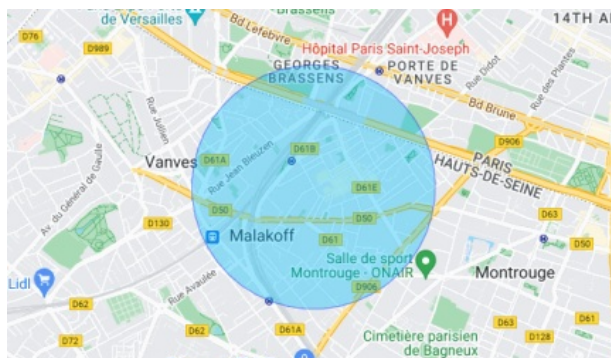 de Versailles
Brassens
14TH AR
D76
D989
Bd Lefebvre
Hôpital Paris Saint-Joseph
GEORGES
BRASSENS
PORTE DE
VANVES
Rue Didot
Rue des Plantes
Bd Brune
Rue Jullien
D906
PARIS
HAUTS-DE-SEINE
D61B
Vanves
D61A
Rue Jean Bleuzen
D61E
Av. du Général de Gaulle
D50
D50
D63
D130
Malakoff
D61
D50
Salle de sport
Montrouge - ONAIR
Montrouge
Lidl
Rue Avaulée
D906
D62
D62
D61A
D63
D72
D62
D128
D61
Cimetière parisien
de Bagneux